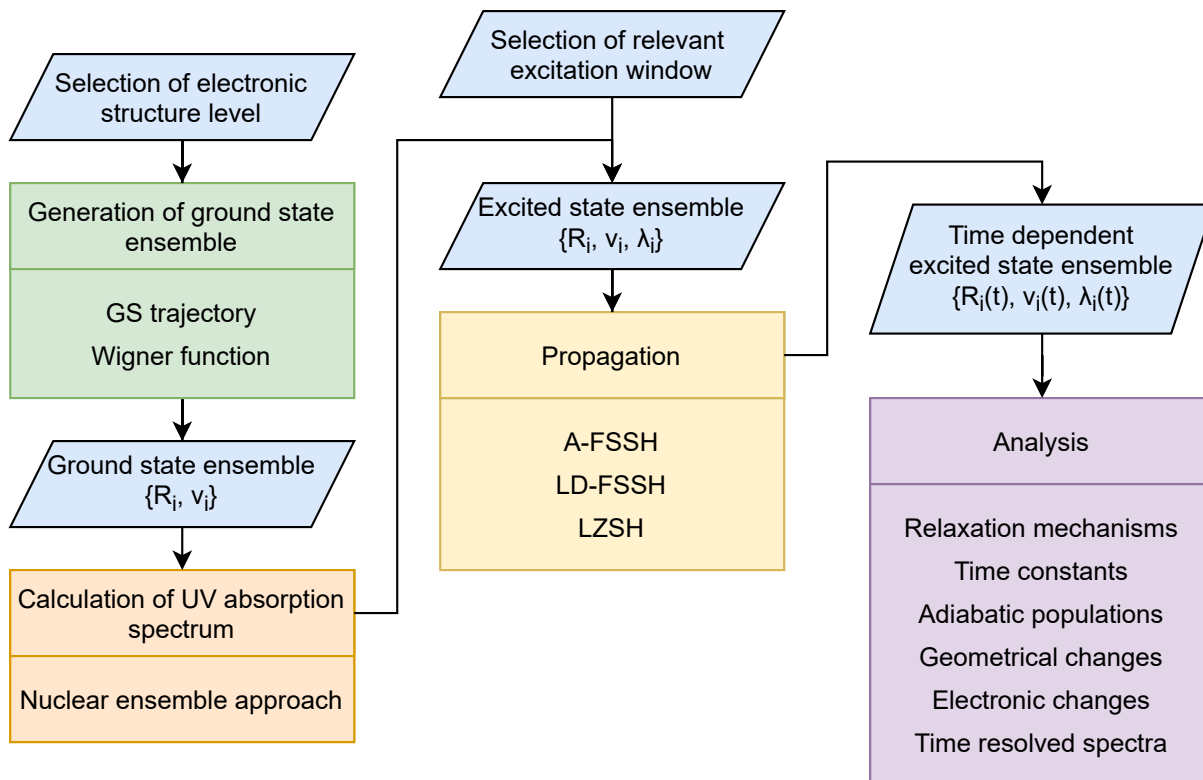 Selection of electronic
structure level
Generation of ground state
ensemble
GS trajectory
Wigner function
Ground state ensemble
{Rᵢ, vᵢ}
Calculation of UV absorption
spectrum
Nuclear ensemble approach
Selection of relevant
excitation window
Excited state ensemble
{Rᵢ, vᵢ, λᵢ}
Propagation
A-FSSH
LD-FSSH
LZSH
Time dependent
excited state ensemble
{Rᵢ(t), vᵢ(t), λᵢ(t)}
Analysis
Relaxation mechanisms
Time constants
Adiabatic populations
Geometrical changes
Electronic changes
Time resolved spectra